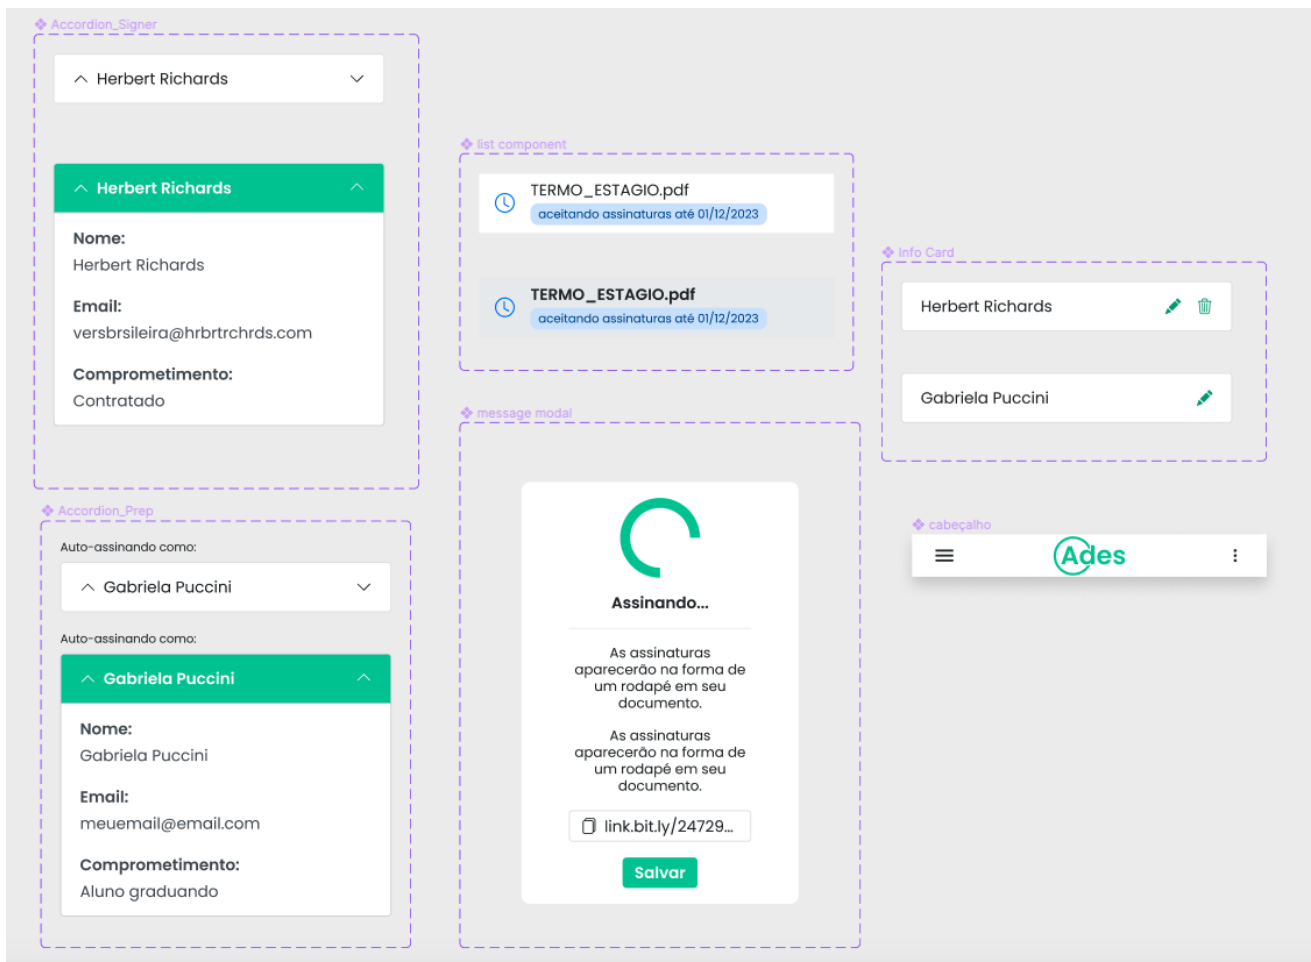 Accordion_Signer
Herbert Richards
Herbert Richards
Nome:
Herbert Richards
Email:
versbrsileira@hrbrtrchrds.com
Comprometimento:
Contratado
Accordion_Prep
Auto-assinando como:
Gabriela Puccini
Auto-assinando como:
Gabriela Puccini
Nome:
Gabriela Puccini
Email:
meuemail@email.com
Comprometimento:
Aluno graduando
list component
TERMO_ESTAGIO.pdf
aceitando assinaturas até 01/12/2023
TERMO_ESTAGIO.pdf
aceitando assinaturas até 01/12/2023
message modal
Assinando...
As assinaturas
aparecerão na forma de
um rodapé em seu
documento.
As assinaturas
aparecerão na forma de
um rodapé em seu
documento.
link.bit.ly/24729...
Salvar
Info Card
Herbert Richards
Gabriela Puccini
cabeçalho
Ades